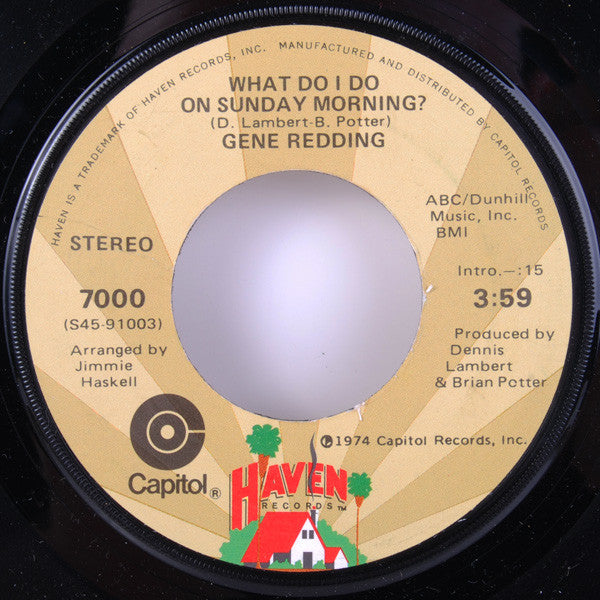 HAVEN IS A TRADEMARK OF HAVEN RECORDS, INC. MANUFACTURED AND DISTRIBUTED BY CAPITOL RECORDS
WHAT DO I DO
ON SUNDAY MORNING?
(D. Lambert-B. Potter)
GENE REDDING
STEREO
7000
(S45-91003)
Arranged by
Jimmie
Haskell
ABC/Dunhill
Music, Inc.
BMI
Intro.–:15
3:59
Produced by
Dennis
Lambert
& Brian Potter
℗1974 Capitol Records, Inc.
Capitol®
HAVEN
RECORDS™